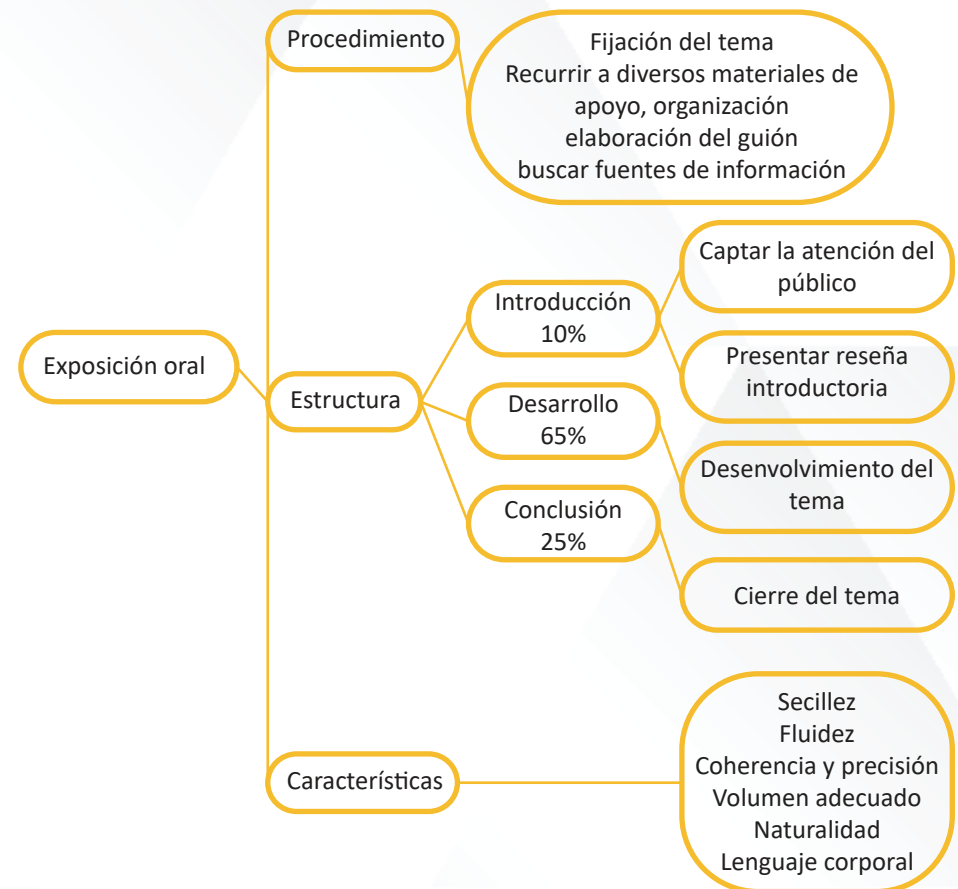 Procedimiento
Fijación del tema
Recurrir a diversos materiales de
apoyo, organización
elaboración del guión
buscar fuentes de información
Exposición oral
Estructura
Introducción
10%
Captar la atención del
público
Presentar reseña
introductoria
Desarrollo
65%
Desenvolvimiento del
tema
Conclusión
25%
Cierre del tema
Característícas
Secillez
Fluidez
Coherencia y precisión
Volumen adecuado
Naturalidad
Lenguaje corporal